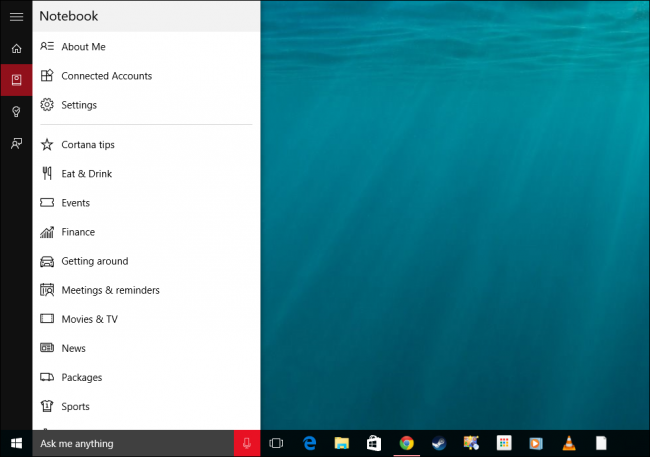 Notebook
About Me
Connected Accounts
Settings
Cortana tips
Eat & Drink
Events
Finance
Getting around
Meetings & reminders
Movies & TV
News
Packages
Sports
Ask me anything